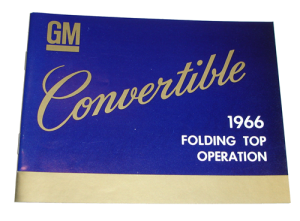 GM
Convertible
1966
FOLDING TOP
OPERATION